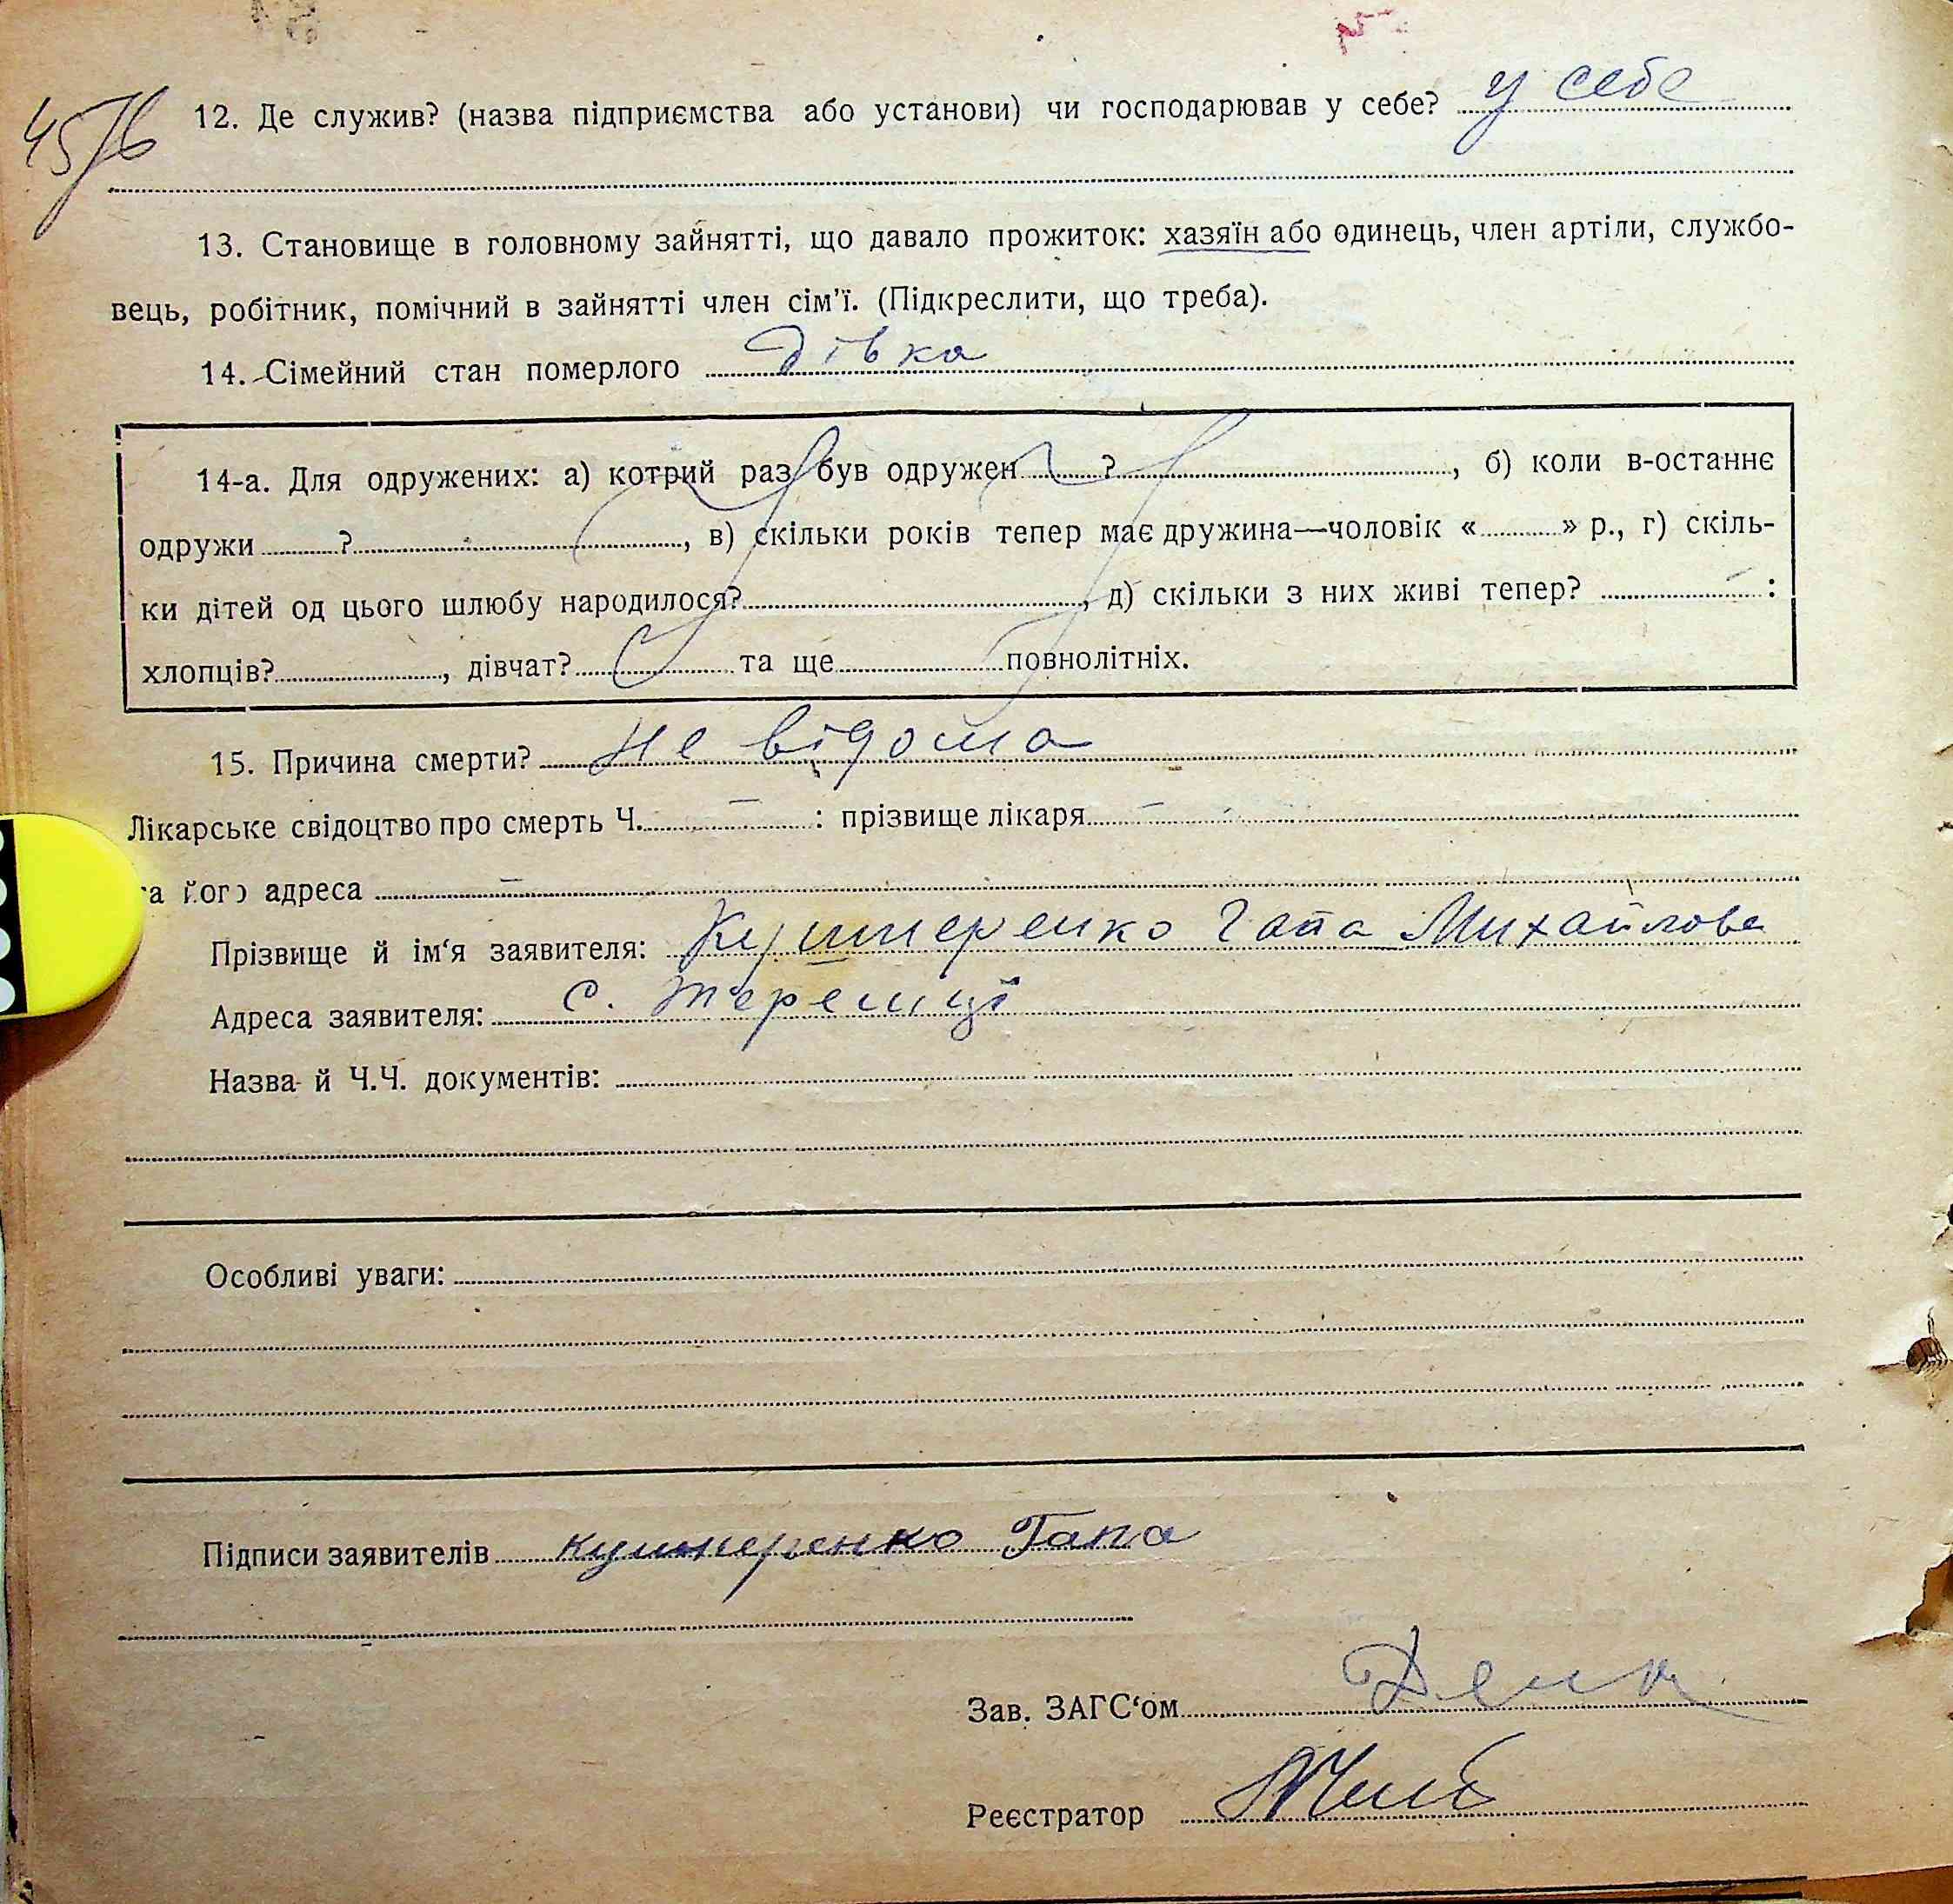 45зв
12. Де служив? (назва підприємства або установи) чи господарював у себе? у себе
13. Становище в головному зайнятті, що давало прожиток: хазяїн або одинець, член артіли, службо-
вець, робітник, помічний в зайнятті член сім’ї. (Підкреслити, що треба).
14. Сімейний стан померлого дівка
14-а. Для одружених: а) котрий раз був одружен ? , б) коли в-останнє
одружи ? , в) скільки років тепер має дружина—чоловік « » р., г) скіль-
ки дітей од цього шлюбу народилося? , д) скільки з них живі тепер? :
хлопців? , дівчат? та ще повнолітніх.
15. Причина смерти? не відома
Лікарське свідоцтво про смерть Ч. — : прізвище лікаря —
та його адреса —
Прізвище й ім‘я заявителя: Кушнеренко Гапа Михайлова
Адреса заявителя: с. Терешці
Назва й Ч.Ч. документів:
Особливі уваги:
Підписи заявителів кушнеренко Гапа
Зав. ЗАГС‘ом
Реєстратор